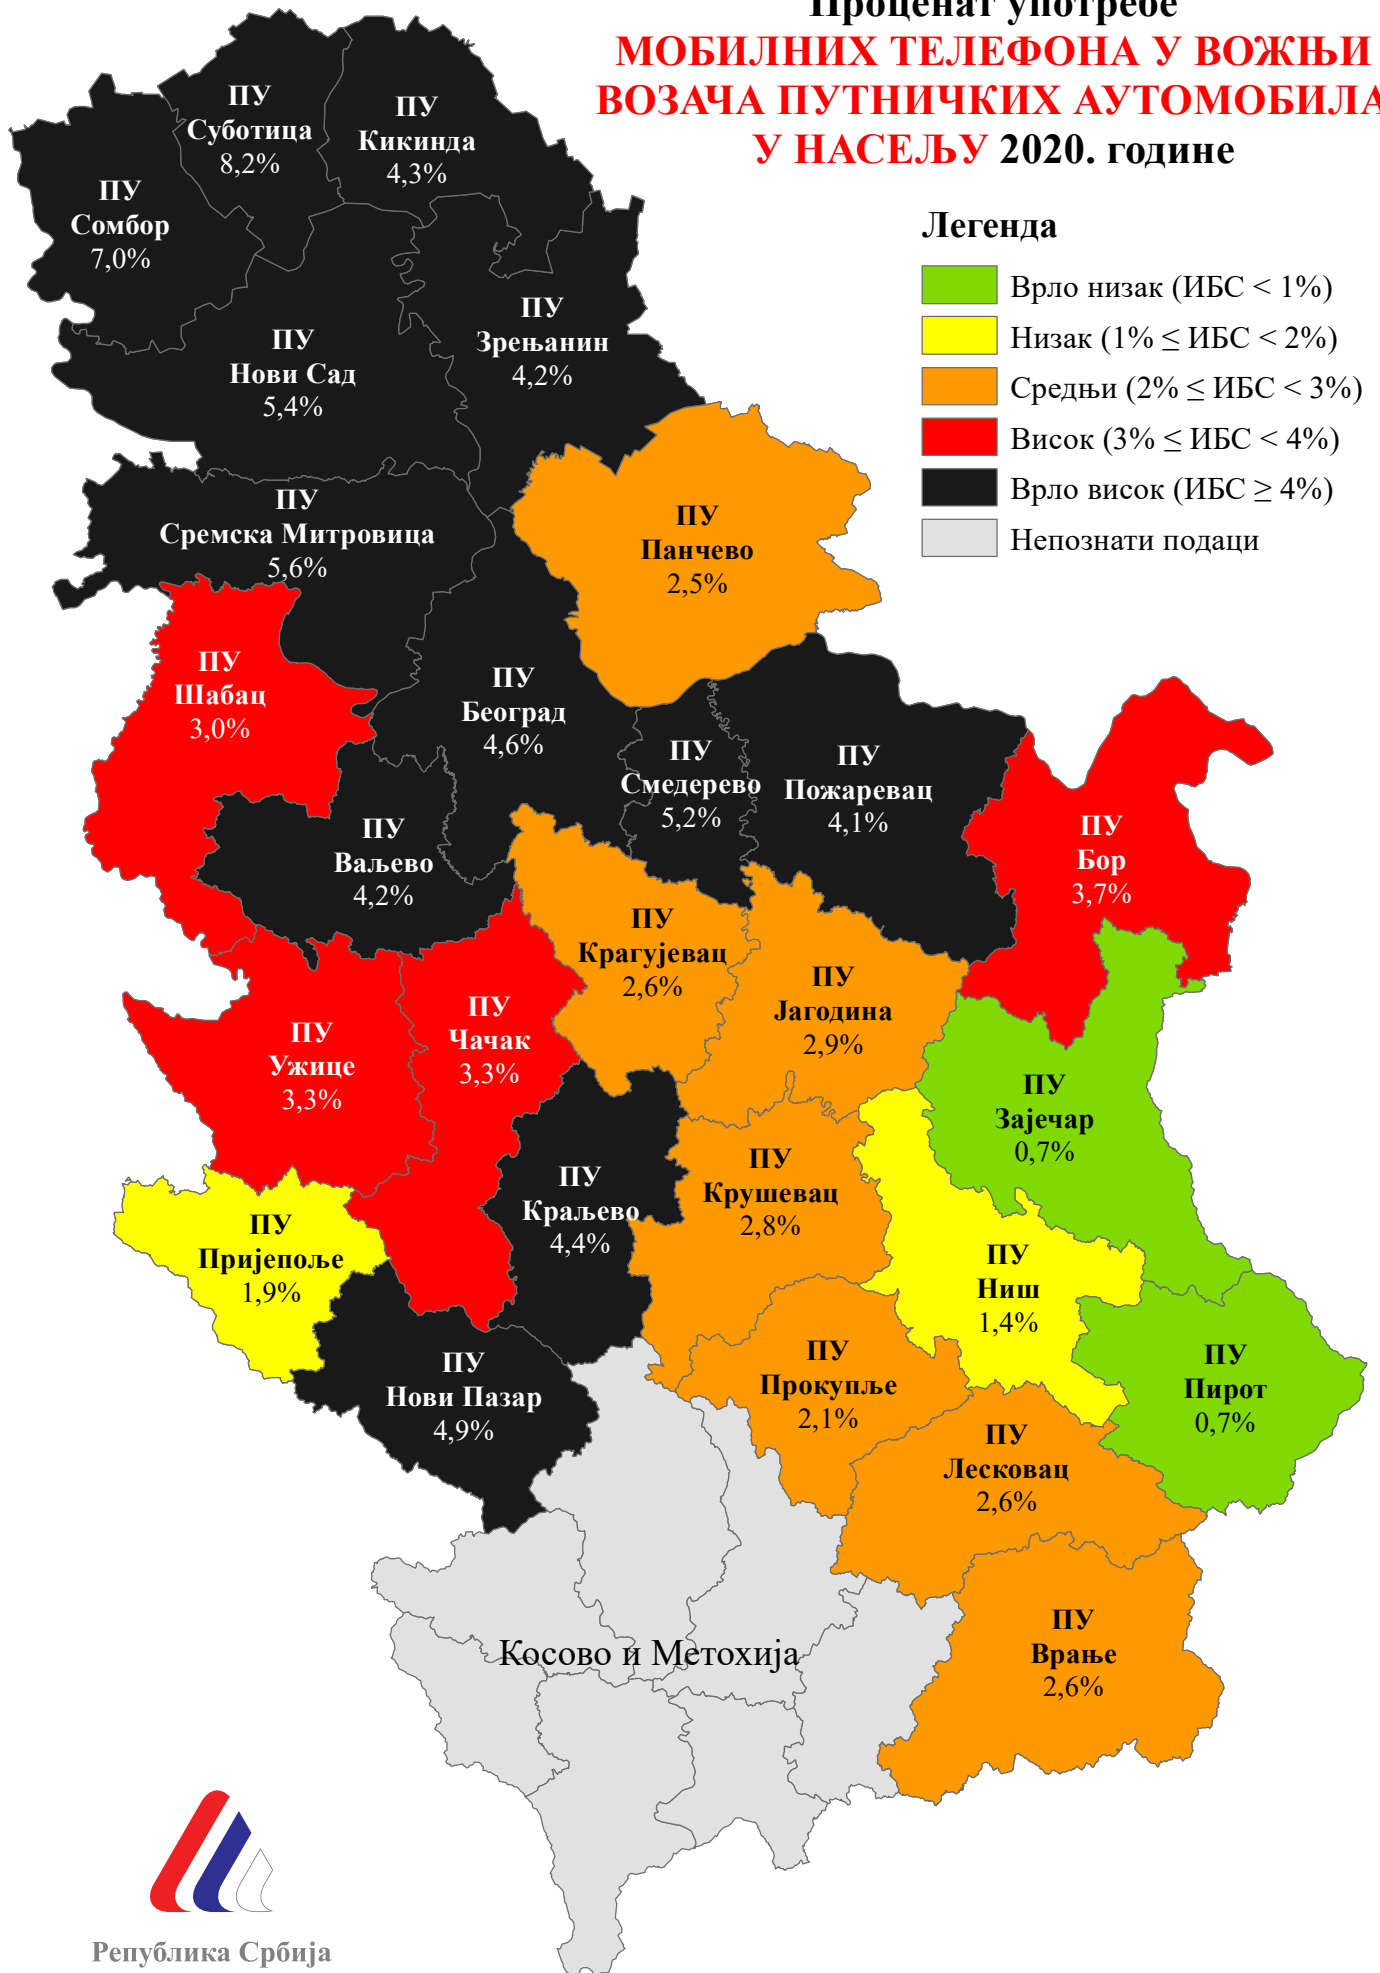 Проценат употребе
МОБИЛНИХ ТЕЛЕФОНА У ВОЖЊИ
ВОЗАЧА ПУТНИЧКИХ АУТОМОБИЛА
У НАСЕЉУ 2020. године
Легенда
Врло низак (ИБС < 1%)
Низак (1% ≤ ИБС < 2%)
Средњи (2% ≤ ИБС < 3%)
Висок (3% ≤ ИБС < 4%)
Врло висок (ИБС ≥ 4%)
Непознати подаци
ПУ
Суботица
8,2%
ПУ
Кикинда
4,3%
ПУ
Сомбор
7,0%
ПУ
Зрењанин
4,2%
ПУ
Нови Сад
5,4%
ПУ
Сремска Митровица
5,6%
ПУ
Панчево
2,5%
ПУ
Шабац
3,0%
ПУ
Београд
4,6%
ПУ
Смедерево
5,2%
ПУ
Пожаревац
4,1%
ПУ
Ваљево
4,2%
ПУ
Бор
3,7%
ПУ
Крагујевац
2,6%
ПУ
Јагодина
2,9%
ПУ
Чачак
3,3%
ПУ
Ужице
3,3%
ПУ
Зајечар
0,7%
ПУ
Крушевац
2,8%
ПУ
Краљево
4,4%
ПУ
Пријепоље
1,9%
ПУ
Ниш
1,4%
ПУ
Прокупље
2,1%
ПУ
Пирот
0,7%
ПУ
Нови Пазар
4,9%
ПУ
Лесковац
2,6%
ПУ
Врање
2,6%
Косово и Метохија
Република Србија